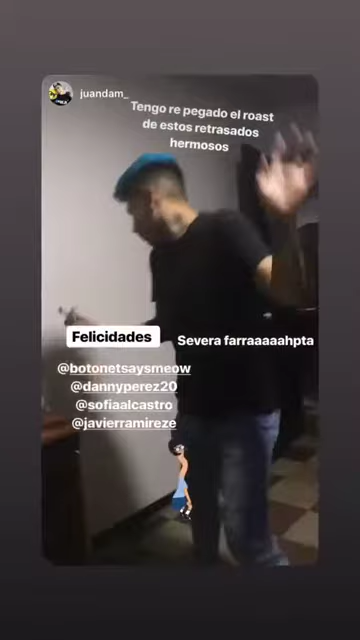 juandam_
Tengo re pegado el roast
de estos retrasados
hermosos
Felicidades
Severa farraaaaahpta
@botonetsaysmeow
@dannyperez20
@sofiaalcastro
@javierramireze